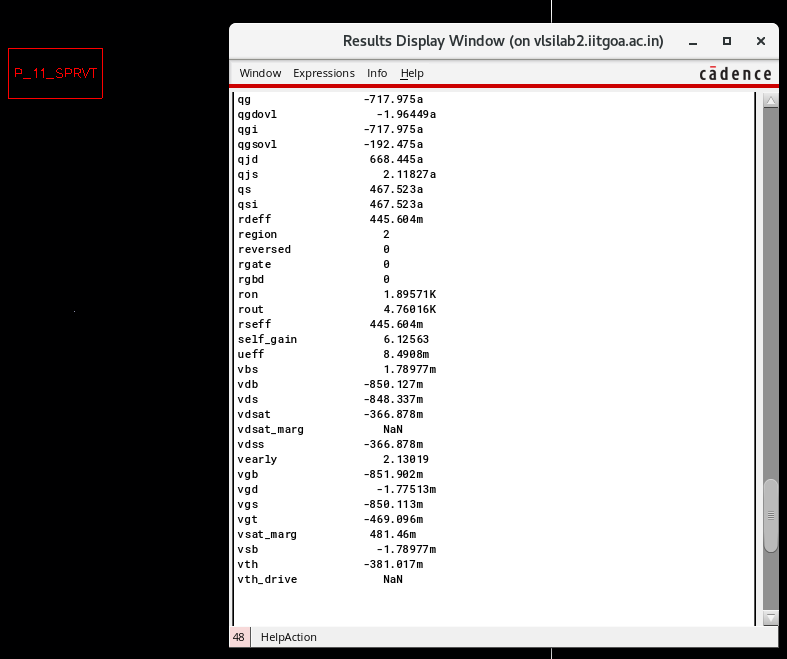 P_11_SPRVT
Results Display Window (on vlsilab2.iitgoa.ac.in)
Window Expressions Info Help cādence
qg -717.975a
qgdovl -1.96449a
qgi -717.975a
qgsovl -192.475a
qjd 668.445a
qjs 2.11827a
qs 467.523a
qsi 467.523a
rdeff 445.604m
region 2
reversed 0
rgate 0
rgbd 0
ron 1.89571K
rout 4.76016K
rseff 445.604m
self_gain 6.12563
ueff 8.4908m
vbs 1.78977m
vdb -850.127m
vds -848.337m
vdsat -366.878m
vdsat_marg NaN
vdss -366.878m
vearly 2.13019
vgb -851.902m
vgd -1.77513m
vgs -850.113m
vgt -469.096m
vsat_marg 481.46m
vsb -1.78977m
vth -381.017m
vth_drive NaN
48 HelpAction